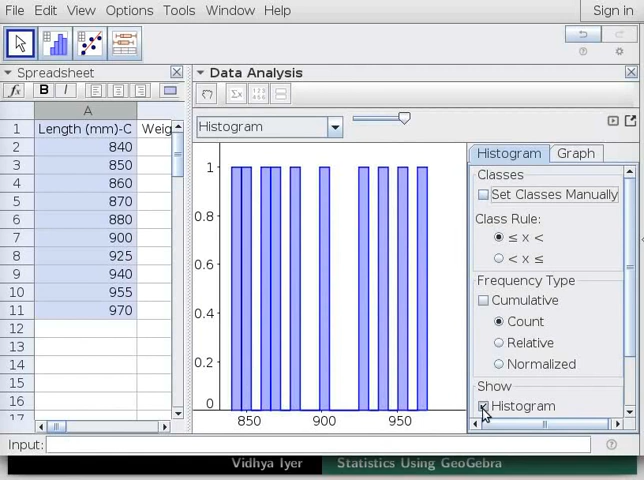 File Edit View Options Tools Window Help Sign in
Spreadsheet
Data Analysis
fx B I
Histogram
A
1 Length (mm)-C Weig
2 840
3 850
4 860
5 870
6 880
7 900
8 925
9 940
10 955
11 970
12
13
14
15
16
17
1
0.8
0.6
0.4
0.2
0
850 900 950
Histogram Graph
Classes
Set Classes Manually
Class Rule:
≤ x <
< x ≤
Frequency Type
Cumulative
Count
Relative
Normalized
Show
Histogram
Input:
Vidhya Iyer Statistics Using GeoGebra